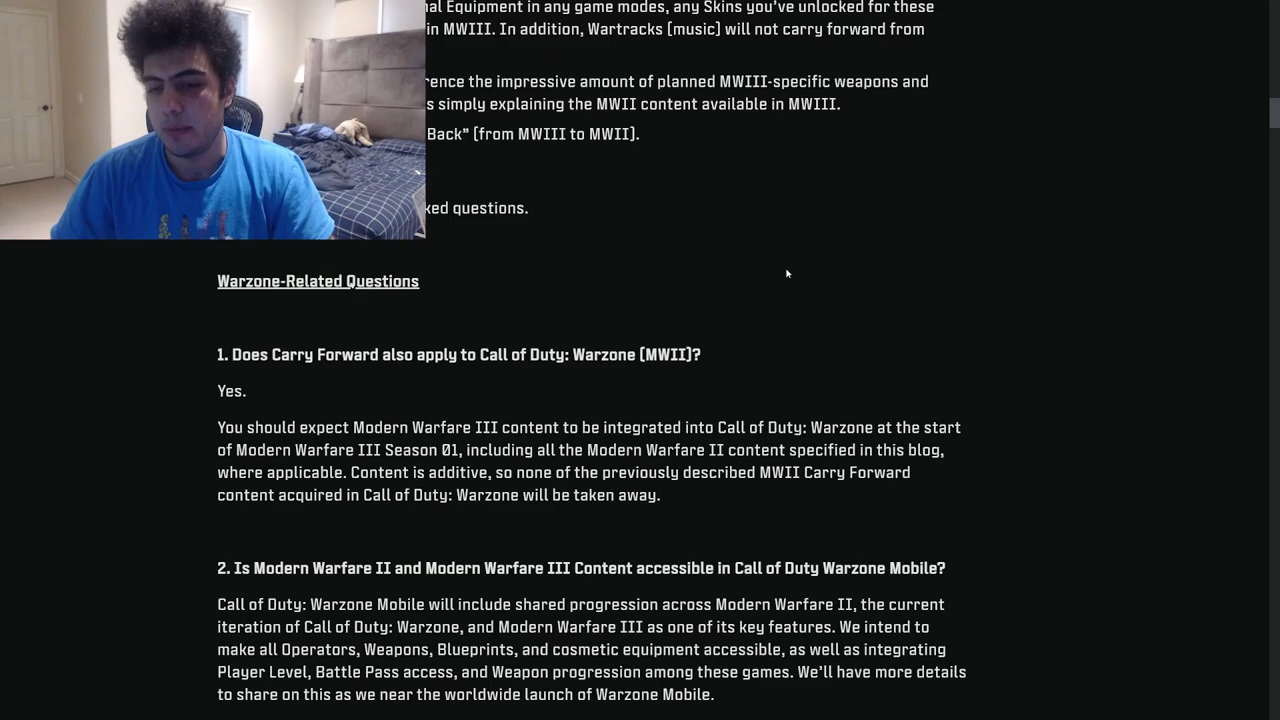 al Equipment in any game modes, any Skins you've unlocked for these
in MWIII. In addition, Wartracks (music) will not carry forward from
rence the impressive amount of planned MWIII-specific weapons and
s simply explaining the MWII content available in MWIII.
Back” (from MWIII to MWII).
ked questions.
Warzone-Related Questions
1. Does Carry Forward also apply to Call of Duty: Warzone (MWII)?
Yes.
You should expect Modern Warfare III content to be integrated into Call of Duty: Warzone at the start
of Modern Warfare III Season 01, including all the Modern Warfare II content specified in this blog,
where applicable. Content is additive, so none of the previously described MWII Carry Forward
content acquired in Call of Duty: Warzone will be taken away.
2. Is Modern Warfare II and Modern Warfare III Content accessible in Call of Duty Warzone Mobile?
Call of Duty: Warzone Mobile will include shared progression across Modern Warfare II, the current
iteration of Call of Duty: Warzone, and Modern Warfare III as one of its key features. We intend to
make all Operators, Weapons, Blueprints, and cosmetic equipment accessible, as well as integrating
Player Level, Battle Pass access, and Weapon progression among these games. We'll have more details
to share on this as we near the worldwide launch of Warzone Mobile.